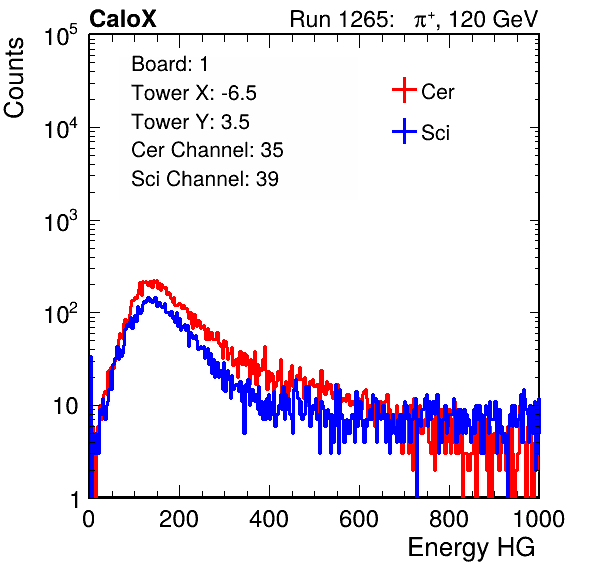 CaloX Run 1265: π⁺, 120 GeV
Counts
10⁵
10⁴
10³
10²
10
1
Board: 1
Tower X: -6.5
Tower Y: 3.5
Cer Channel: 35
Sci Channel: 39
Cer
Sci
0 200 400 600 800 1000
Energy HG